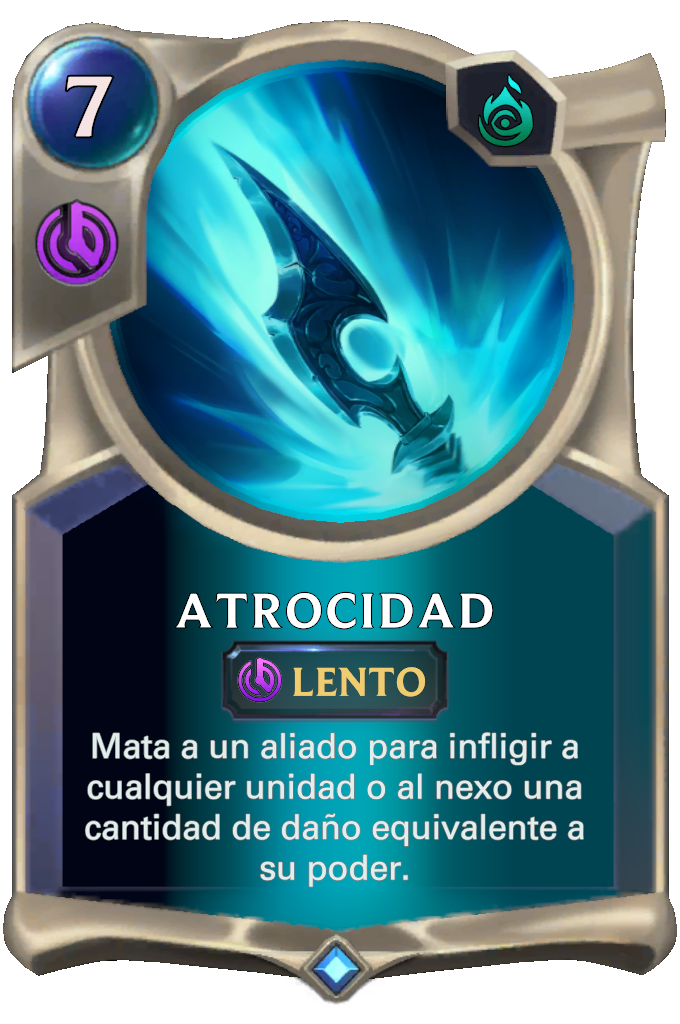 7
ATROCIDAD
LENTO
Mata a un aliado para infligir a
cualquier unidad o al nexo una
cantidad de daño equivalente a
su poder.